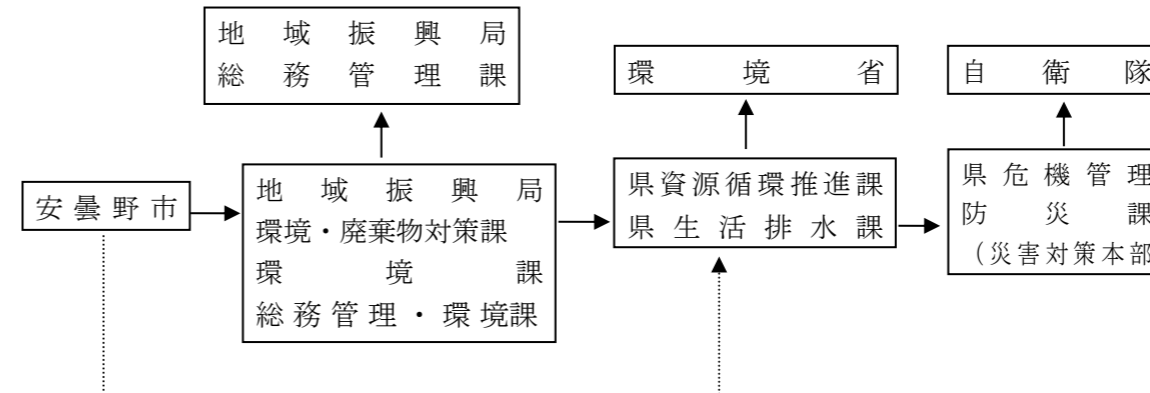 地域振興局
総務管理課
環境省
自衛隊
安曇野市
地域振興局
環境・廃棄物対策課
環境課
総務管理・環境課
県資源循環推進課
県生活排水課
県危機管理
防災課
（災害対策本部